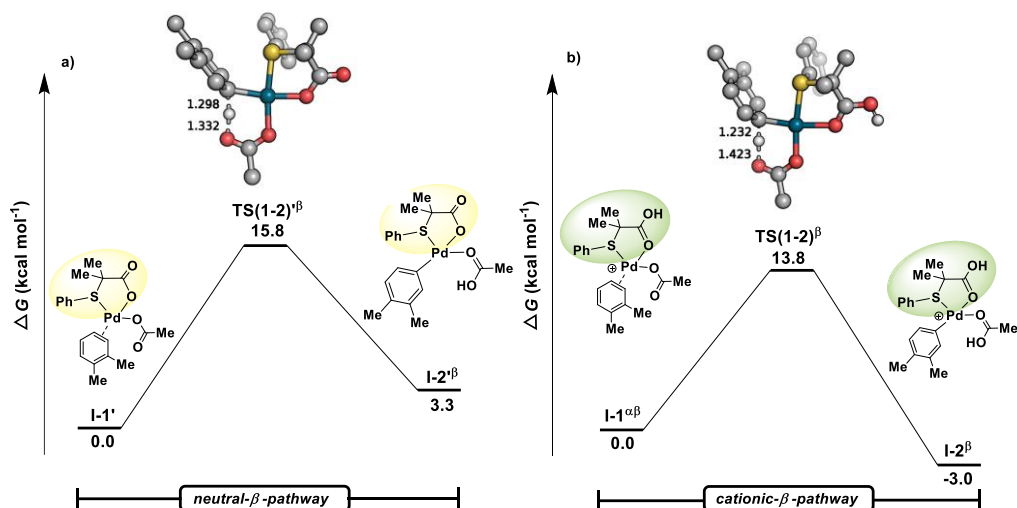 a)
1.298
1.332
△ G (kcal mol-1)
TS(1-2)'β
15.8
Me
Me
O
O
S
Ph
Pd
O
Me
O
Me
Me
I-1'
0.0
Me
Me
O
O
S
Ph
Pd
O
Me
HO
Me
Me
I-2'β
3.3
neutral-β-pathway
b)
1.232
1.423
△ G (kcal mol-1)
TS(1-2)β
13.8
Me
Me
OH
O
S
Ph
Pd
⊕
O
Me
O
Me
Me
I-1αβ
0.0
Me
Me
OH
O
S
Ph
Pd
⊕
O
Me
HO
Me
Me
I-2β
-3.0
cationic-β-pathway